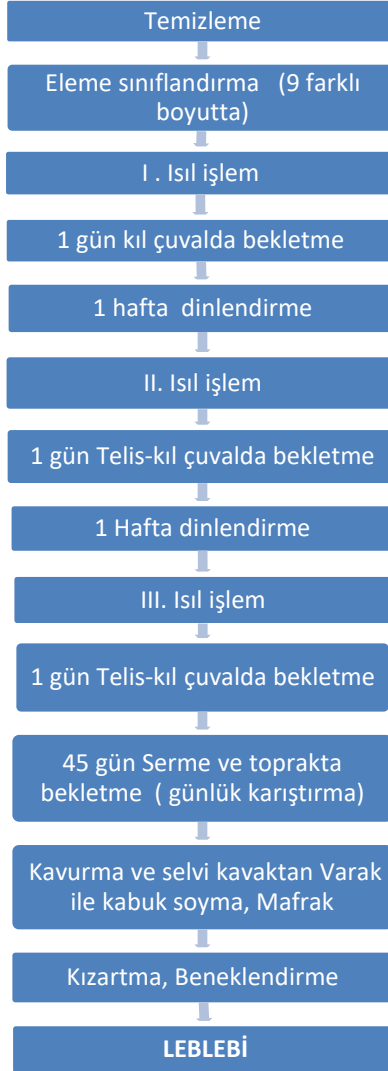 Temizleme
Eleme sınıflandırma (9 farklı
boyutta)
I . Isıl işlem
1 gün kıl çuvalda bekletme
1 hafta dinlendirme
II. Isıl işlem
1 gün Telis-kıl çuvalda bekletme
1 Hafta dinlendirme
III. Isıl işlem
1 gün Telis-kıl çuvalda bekletme
45 gün Serme ve toprakta
bekletme ( günlük karıştırma)
Kavurma ve selvi kavaktan Varak
ile kabuk soyma, Mafrak
Kızartma, Beneklendirme
LEBLEBİ